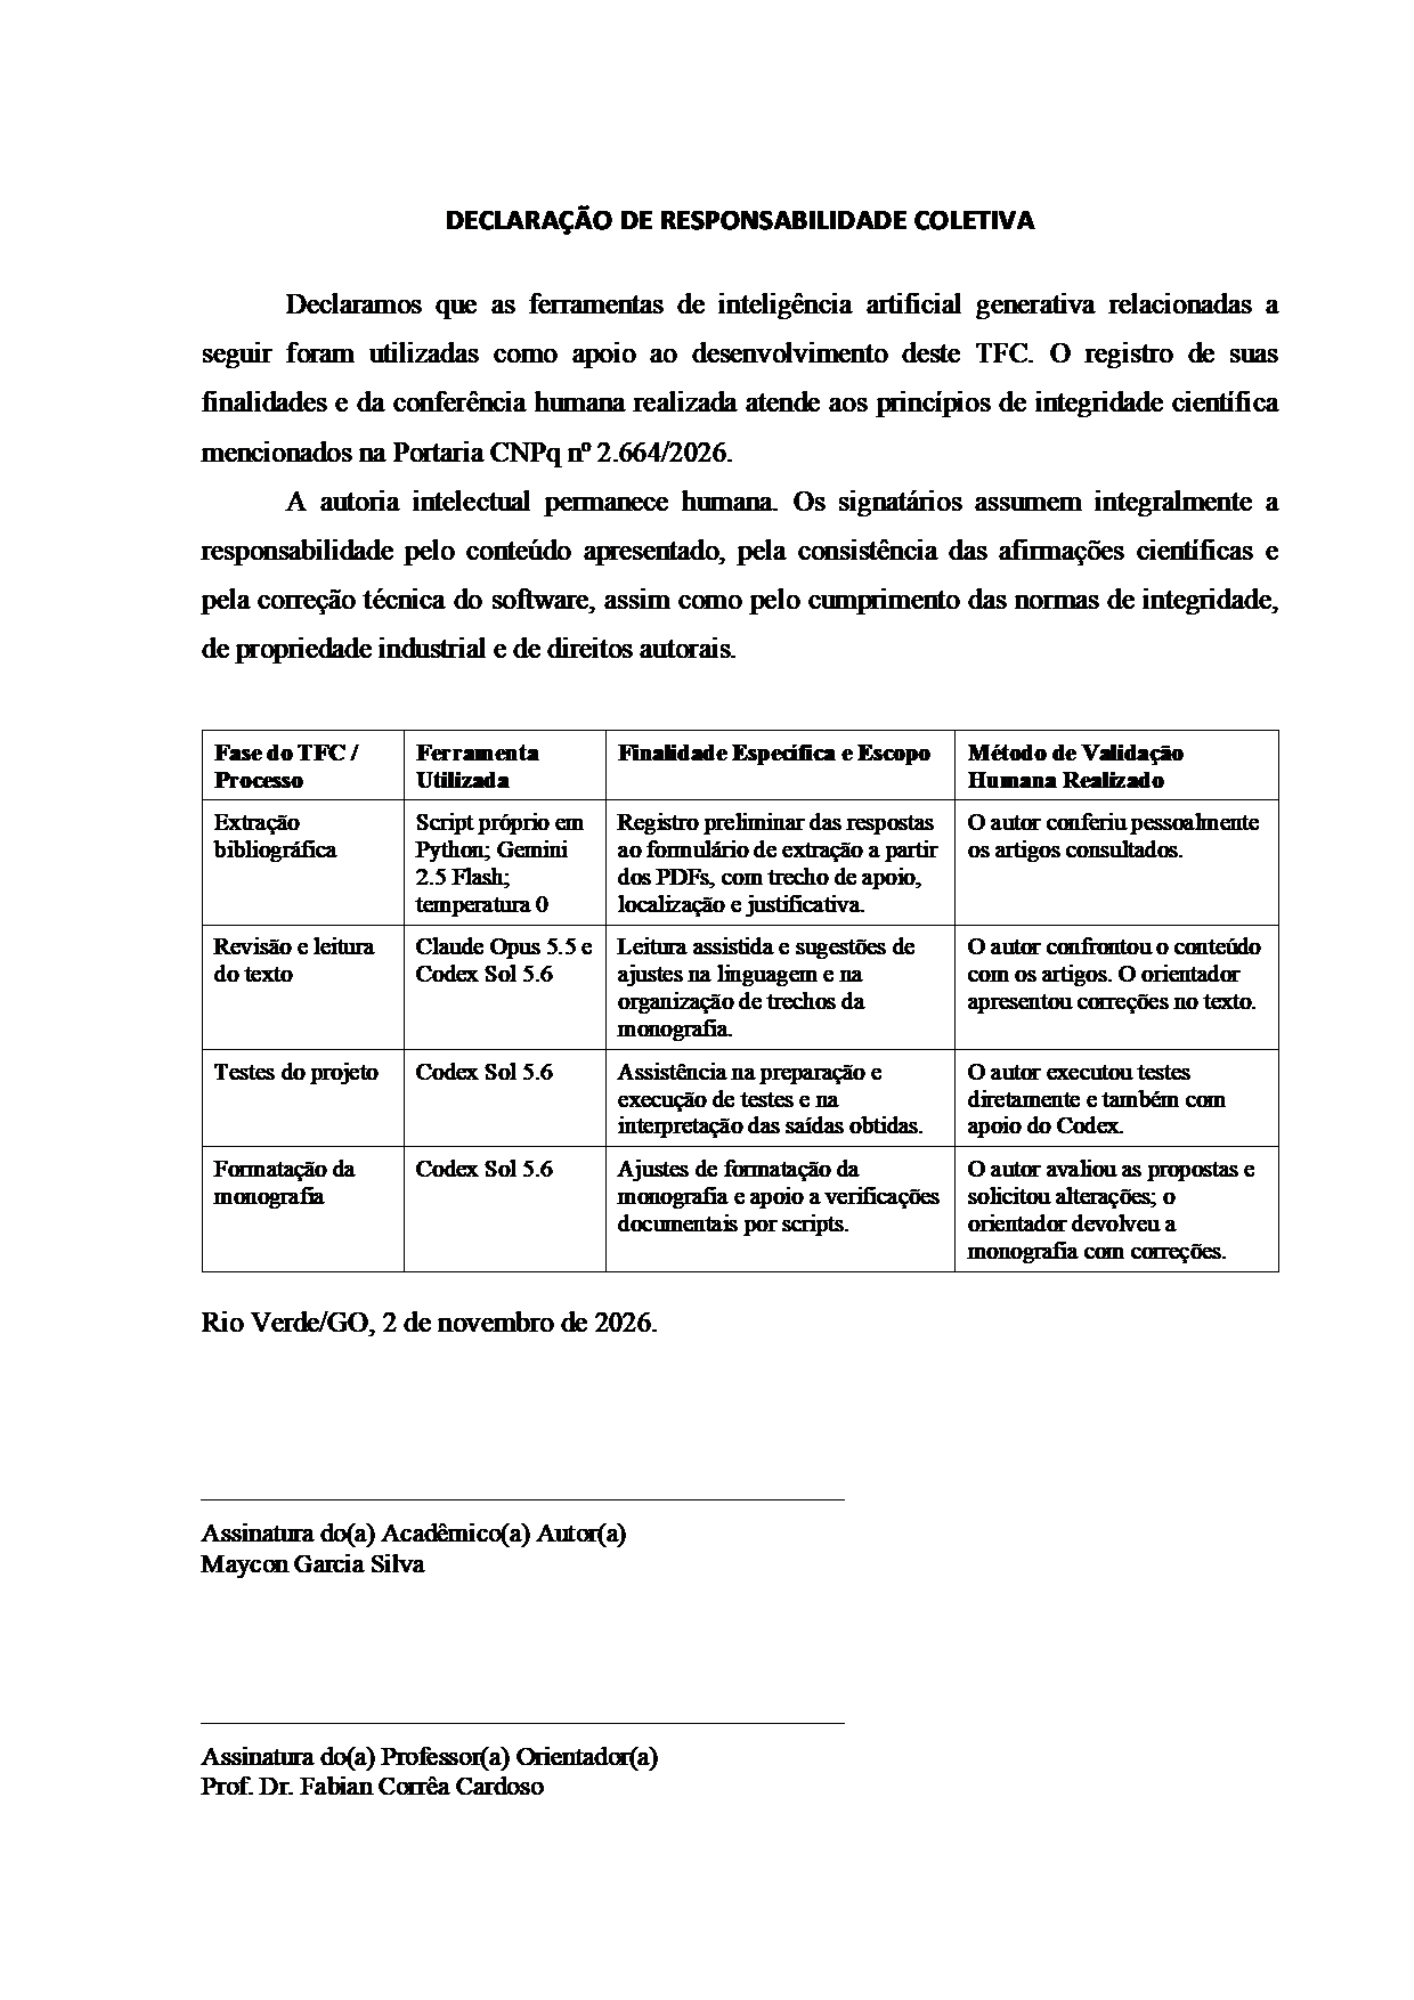 DECLARAÇÃO DE RESPONSABILIDADE COLETIVA
Declaramos que as ferramentas de inteligência artificial generativa relacionadas a
seguir foram utilizadas como apoio ao desenvolvimento deste TFC. O registro de suas
finalidades e da conferência humana realizada atende aos princípios de integridade científica
mencionados na Portaria CNPq nº 2.664/2026.
A autoria intelectual permanece humana. Os signatários assumem integralmente a
responsabilidade pelo conteúdo apresentado, pela consistência das afirmações científicas e
pela correção técnica do software, assim como pelo cumprimento das normas de integridade,
de propriedade industrial e de direitos autorais.
Fase do TFC /
Processo
Ferramenta
Utilizada
Finalidade Específica e Escopo
Método de Validação
Humana Realizado
Extração
bibliográfica
Script próprio em
Python; Gemini
2.5 Flash;
temperatura 0
Registro preliminar das respostas
ao formulário de extração a partir
dos PDFs, com trecho de apoio,
localização e justificativa.
O autor conferiu pessoalmente
os artigos consultados.
Revisão e leitura
do texto
Claude Opus 5.5 e
Codex Sol 5.6
Leitura assistida e sugestões de
ajustes na linguagem e na
organização de trechos da
monografia.
O autor confrontou o conteúdo
com os artigos. O orientador
apresentou correções no texto.
Testes do projeto
Codex Sol 5.6
Assistência na preparação e
execução de testes e na
interpretação das saídas obtidas.
O autor executou testes
diretamente e também com
apoio do Codex.
Formatação da
monografia
Codex Sol 5.6
Ajustes de formatação da
monografia e apoio a verificações
documentais por scripts.
O autor avaliou as propostas e
solicitou alterações; o
orientador devolveu a
monografia com correções.
Rio Verde/GO, 2 de novembro de 2026.
Assinatura do(a) Acadêmico(a) Autor(a)
Maycon Garcia Silva
Assinatura do(a) Professor(a) Orientador(a)
Prof. Dr. Fabian Corrêa Cardoso